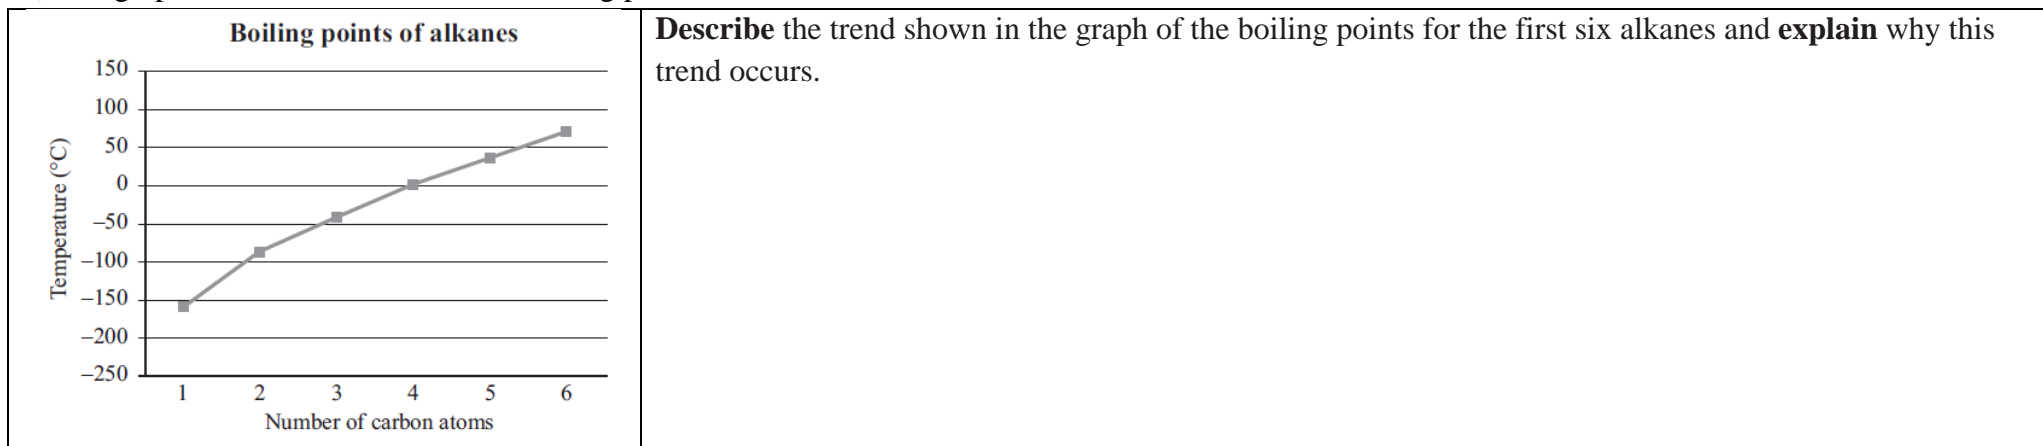 Boiling points of alkanes
150
100
50
0
–50
–100
–150
–200
–250
Temperature (°C)
1 2 3 4 5 6
Number of carbon atoms
Describe the trend shown in the graph of the boiling points for the first six alkanes and explain why this
trend occurs.